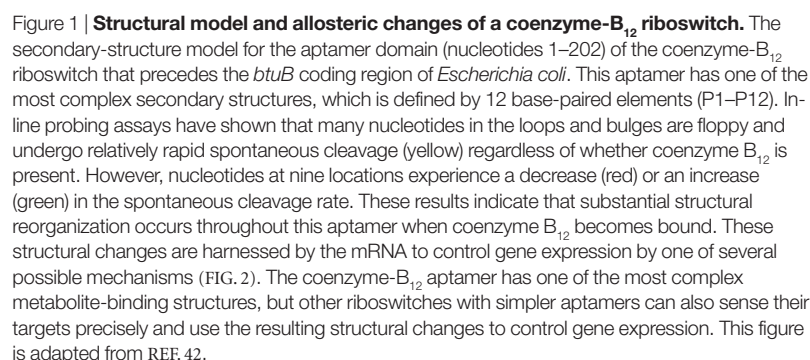 Figure 1 | Structural model and allosteric changes of a coenzyme-B₁₂ riboswitch. The
secondary-structure model for the aptamer domain (nucleotides 1–202) of the coenzyme-B₁₂
riboswitch that precedes the btuB coding region of Escherichia coli. This aptamer has one of the
most complex secondary structures, which is defined by 12 base-paired elements (P1–P12). In-
line probing assays have shown that many nucleotides in the loops and bulges are floppy and
undergo relatively rapid spontaneous cleavage (yellow) regardless of whether coenzyme B₁₂ is
present. However, nucleotides at nine locations experience a decrease (red) or an increase
(green) in the spontaneous cleavage rate. These results indicate that substantial structural
reorganization occurs throughout this aptamer when coenzyme B₁₂ becomes bound. These
structural changes are harnessed by the mRNA to control gene expression by one of several
possible mechanisms (FIG. 2). The coenzyme-B₁₂ aptamer has one of the most complex
metabolite-binding structures, but other riboswitches with simpler aptamers can also sense their
targets precisely and use the resulting structural changes to control gene expression. This figure
is adapted from REF. 42.